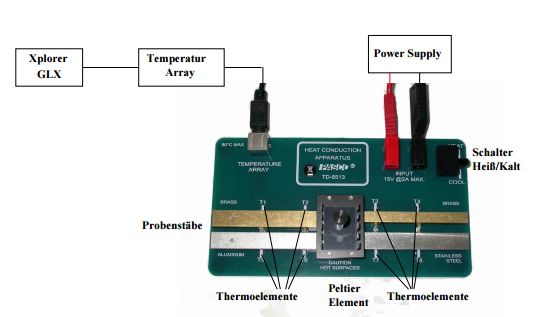 Xplorer
GLX
Temperatur
Array
Power Supply
80°C MAX
TEMPERATURE
ARRAY
HEAT CONDUCTION
APPARATUS
PASCO®
TD-8513
INPUT
15V @2A MAX.
HEAT
COOL
Schalter
Heiß/Kalt
BRASS
T1
T2
T3
T4
BRASS
Probenstäbe
ALUMINUM
CAUTION
HOT SURFACES
T7
T8
STAINLESS
STEEL
Thermoelemente
Peltier
Element
Thermoelemente